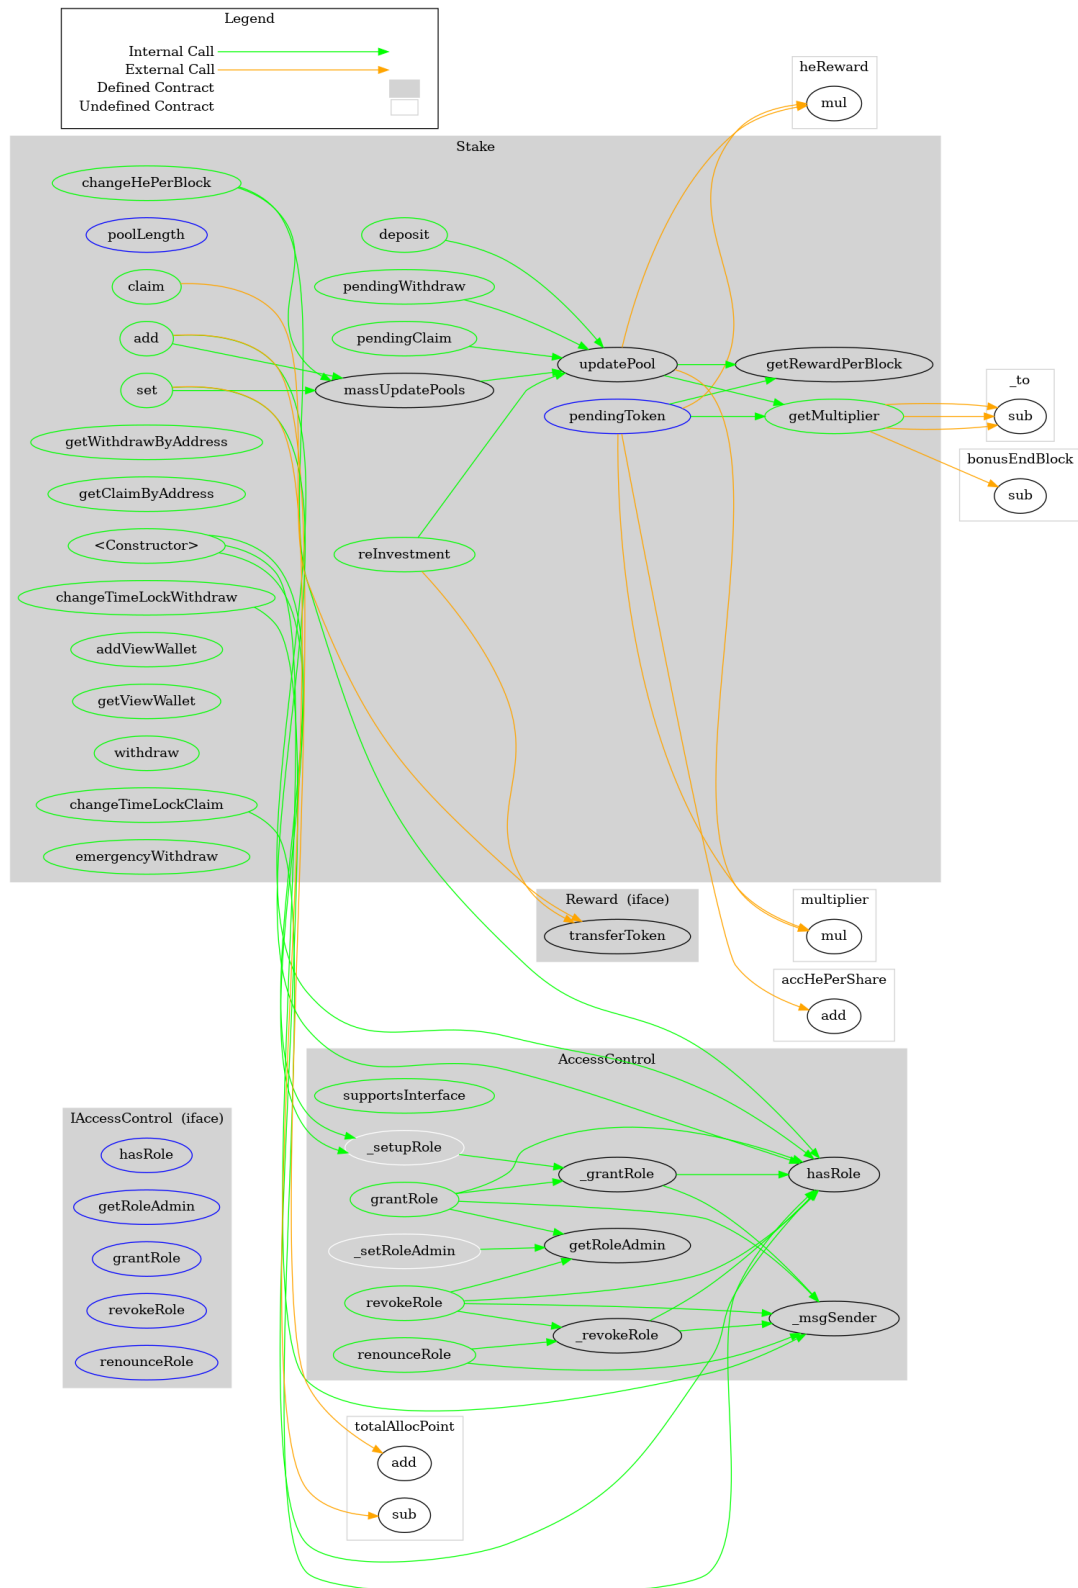 Legend
Internal Call
External Call
Defined Contract
Undefined Contract
heReward
mul
Stake
changeHePerBlock
poolLength
claim
add
set
getWithdrawByAddress
getClaimByAddress
<Constructor>
changeTimeLockWithdraw
addViewWallet
getViewWallet
withdraw
changeTimeLockClaim
emergencyWithdraw
deposit
pendingWithdraw
pendingClaim
massUpdatePools
reInvestment
updatePool
pendingToken
getRewardPerBlock
getMultiplier
_to
sub
bonusEndBlock
sub
Reward (iface)
transferToken
multiplier
mul
accHePerShare
add
AccessControl
supportsInterface
_setupRole
grantRole
_setRoleAdmin
revokeRole
renounceRole
_grantRole
getRoleAdmin
_revokeRole
hasRole
_msgSender
IAccessControl (iface)
hasRole
getRoleAdmin
grantRole
revokeRole
renounceRole
totalAllocPoint
add
sub